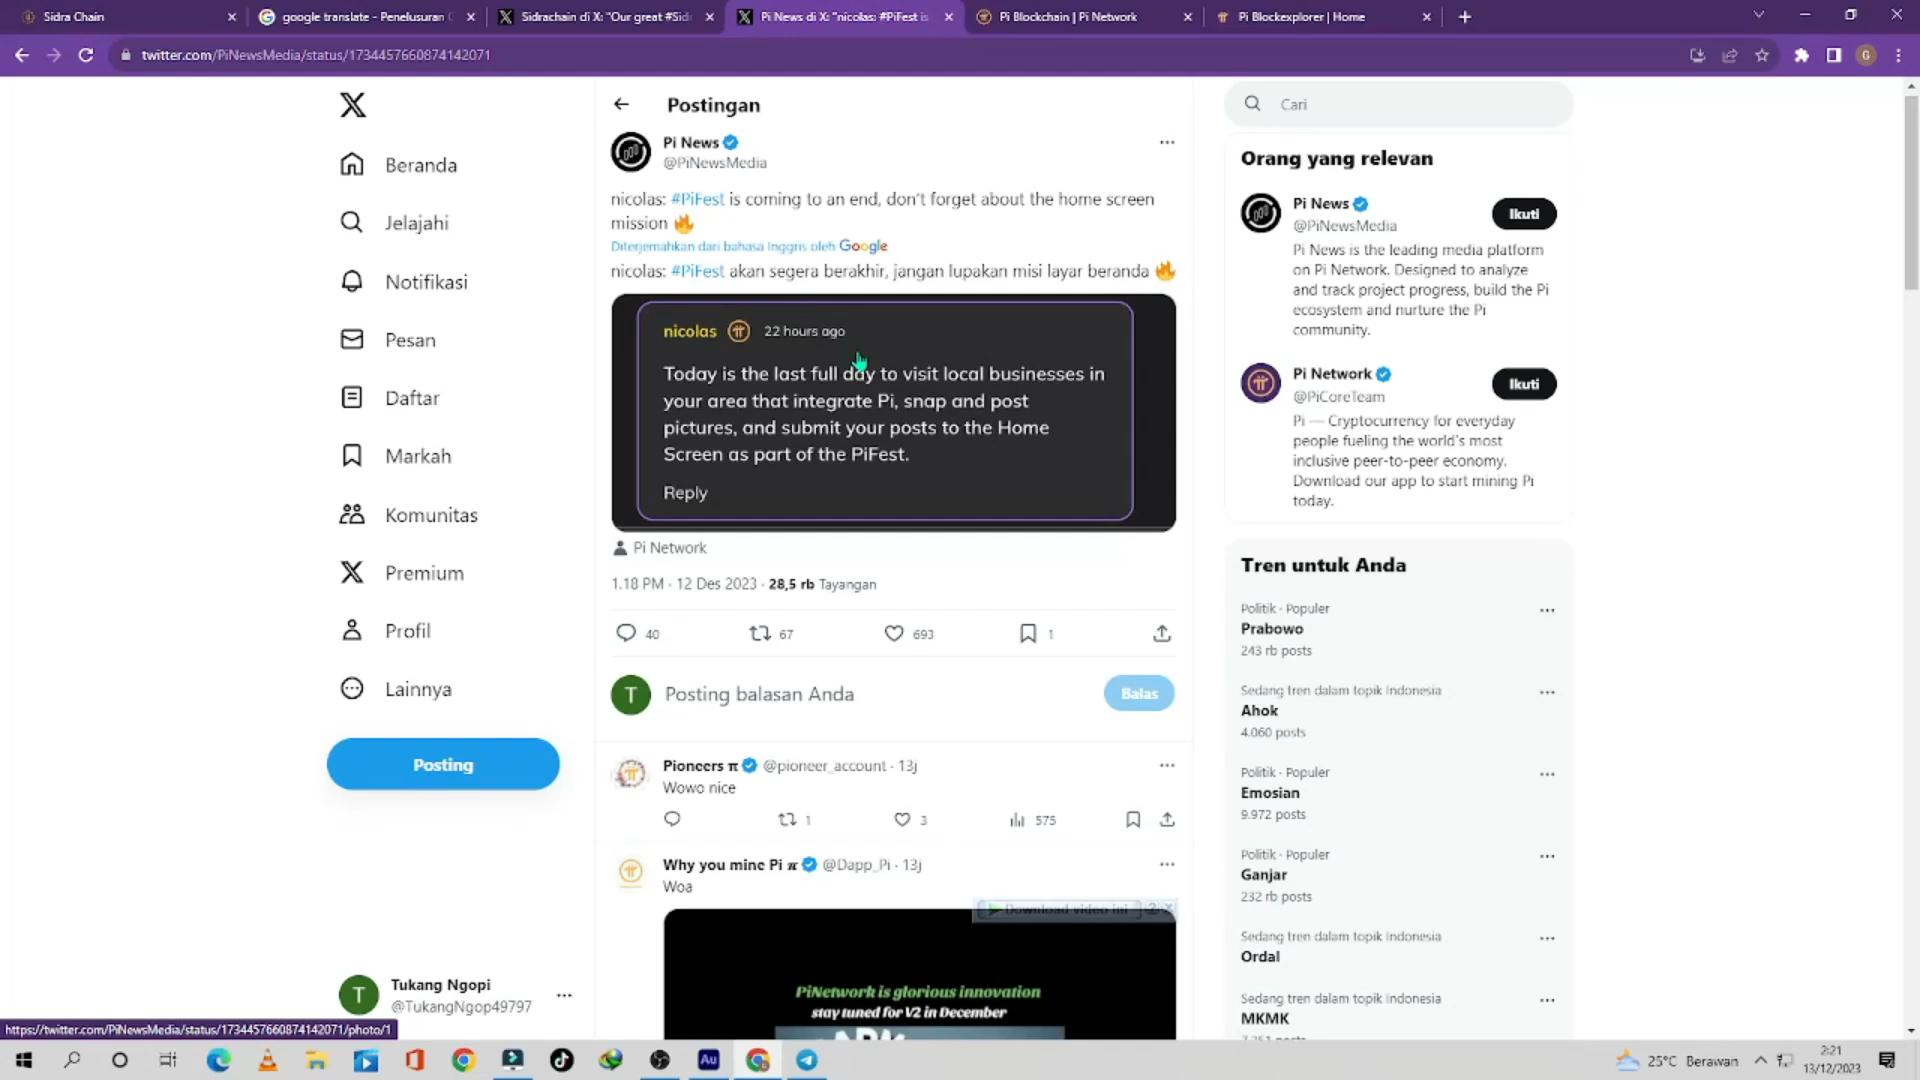 Sidra Chain
google translate - Penelusuran G
Sidrachain di X: "Our great #Sid
Pi News di X: "nicolas: #PiFest is
Pi Blockchain | Pi Network
Pi Blockexplorer | Home
twitter.com/PiNewsMedia/status/1734457660874142071
G
Beranda
Jelajahi
Notifikasi
Pesan
Daftar
Markah
Komunitas
Premium
Profil
Lainnya
Posting
T
Tukang Ngopi
@TukangNgop49797
Postingan
Pi News
@PiNewsMedia
nicolas: #PiFest is coming to an end, don't forget about the home screen
mission 🔥
Diterjemahkan dari bahasa Inggris oleh Google
nicolas: #PiFest akan segera berakhir, jangan lupakan misi layar beranda 🔥
nicolas 22 hours ago
Today is the last full day to visit local businesses in
your area that integrate Pi, snap and post
pictures, and submit your posts to the Home
Screen as part of the PiFest.
Reply
Pi Network
1.18 PM · 12 Des 2023 · 28,5 rb Tayangan
40 67 693 1
T
Posting balasan Anda
Balas
Pioneers π @pioneer_account · 13j
Wowo nice
1 3 575
Why you mine Pi π @Dapp_Pi · 13j
Woa
Download video ini ?
PiNetwork is glorious innovation
stay tuned for V2 in December
Cari
Orang yang relevan
Pi News
@PiNewsMedia
Ikuti
Pi News is the leading media platform
on Pi Network. Designed to analyze
and track project progress, build the Pi
ecosystem and nurture the Pi
community.
Pi Network
@PiCoreTeam
Ikuti
Pi — Cryptocurrency for everyday
people fueling the world's most
inclusive peer-to-peer economy.
Download our app to start mining Pi
today.
Tren untuk Anda
Politik · Populer
Prabowo
243 rb posts
Sedang tren dalam topik Indonesia
Ahok
4.060 posts
Politik · Populer
Emosian
9.972 posts
Politik · Populer
Ganjar
232 rb posts
Sedang tren dalam topik Indonesia
Ordal
Sedang tren dalam topik Indonesia
MKMK
https://twitter.com/PiNewsMedia/status/1734457660874142071/photo/1
Au
25°C Berawan
2:21
13/12/2023